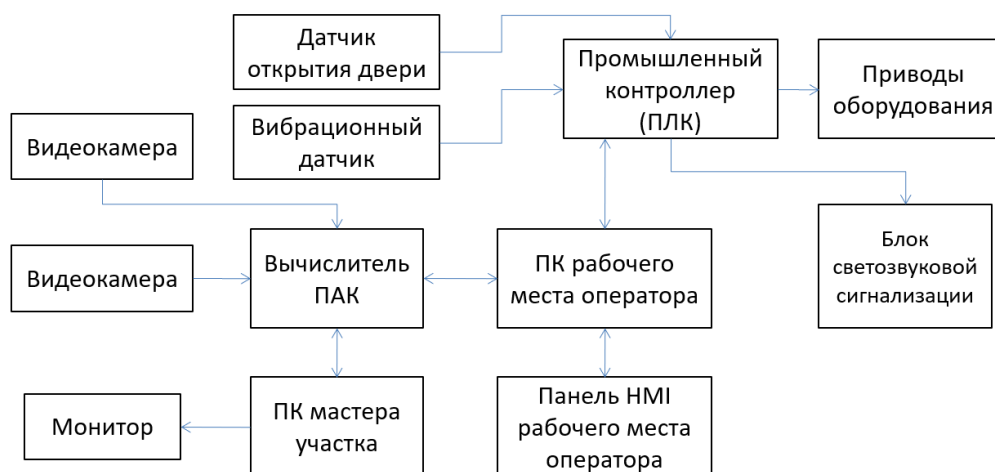 Датчик
открытия двери
Промышленный
контроллер
(ПЛК)
Приводы
оборудования
Вибрационный
датчик
Видеокамера
Видеокамера
Вычислитель
ПАК
ПК рабочего
места оператора
Блок
светозвуковой
сигнализации
Монитор
ПК мастера
участка
Панель HMI
рабочего места
оператора